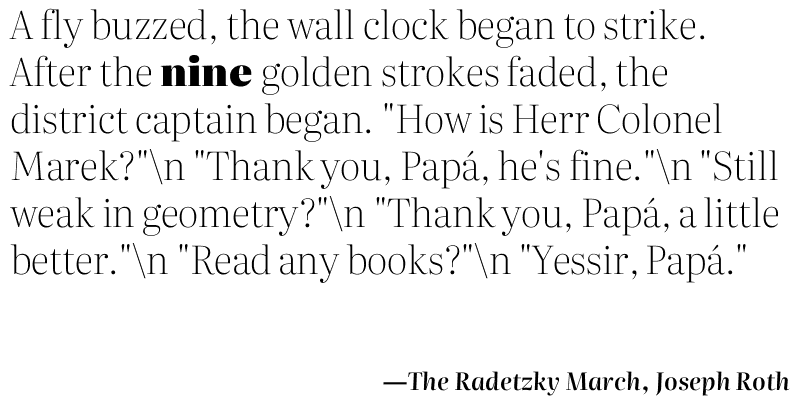 A fly buzzed, the wall clock began to strike.
After the nine golden strokes faded, the
district captain began. "How is Herr Colonel
Marek?"\n "Thank you, Papá, he's fine."\n "Still
weak in geometry?"\n "Thank you, Papá, a little
better."\n "Read any books?"\n "Yessir, Papá."
—The Radetzky March, Joseph Roth